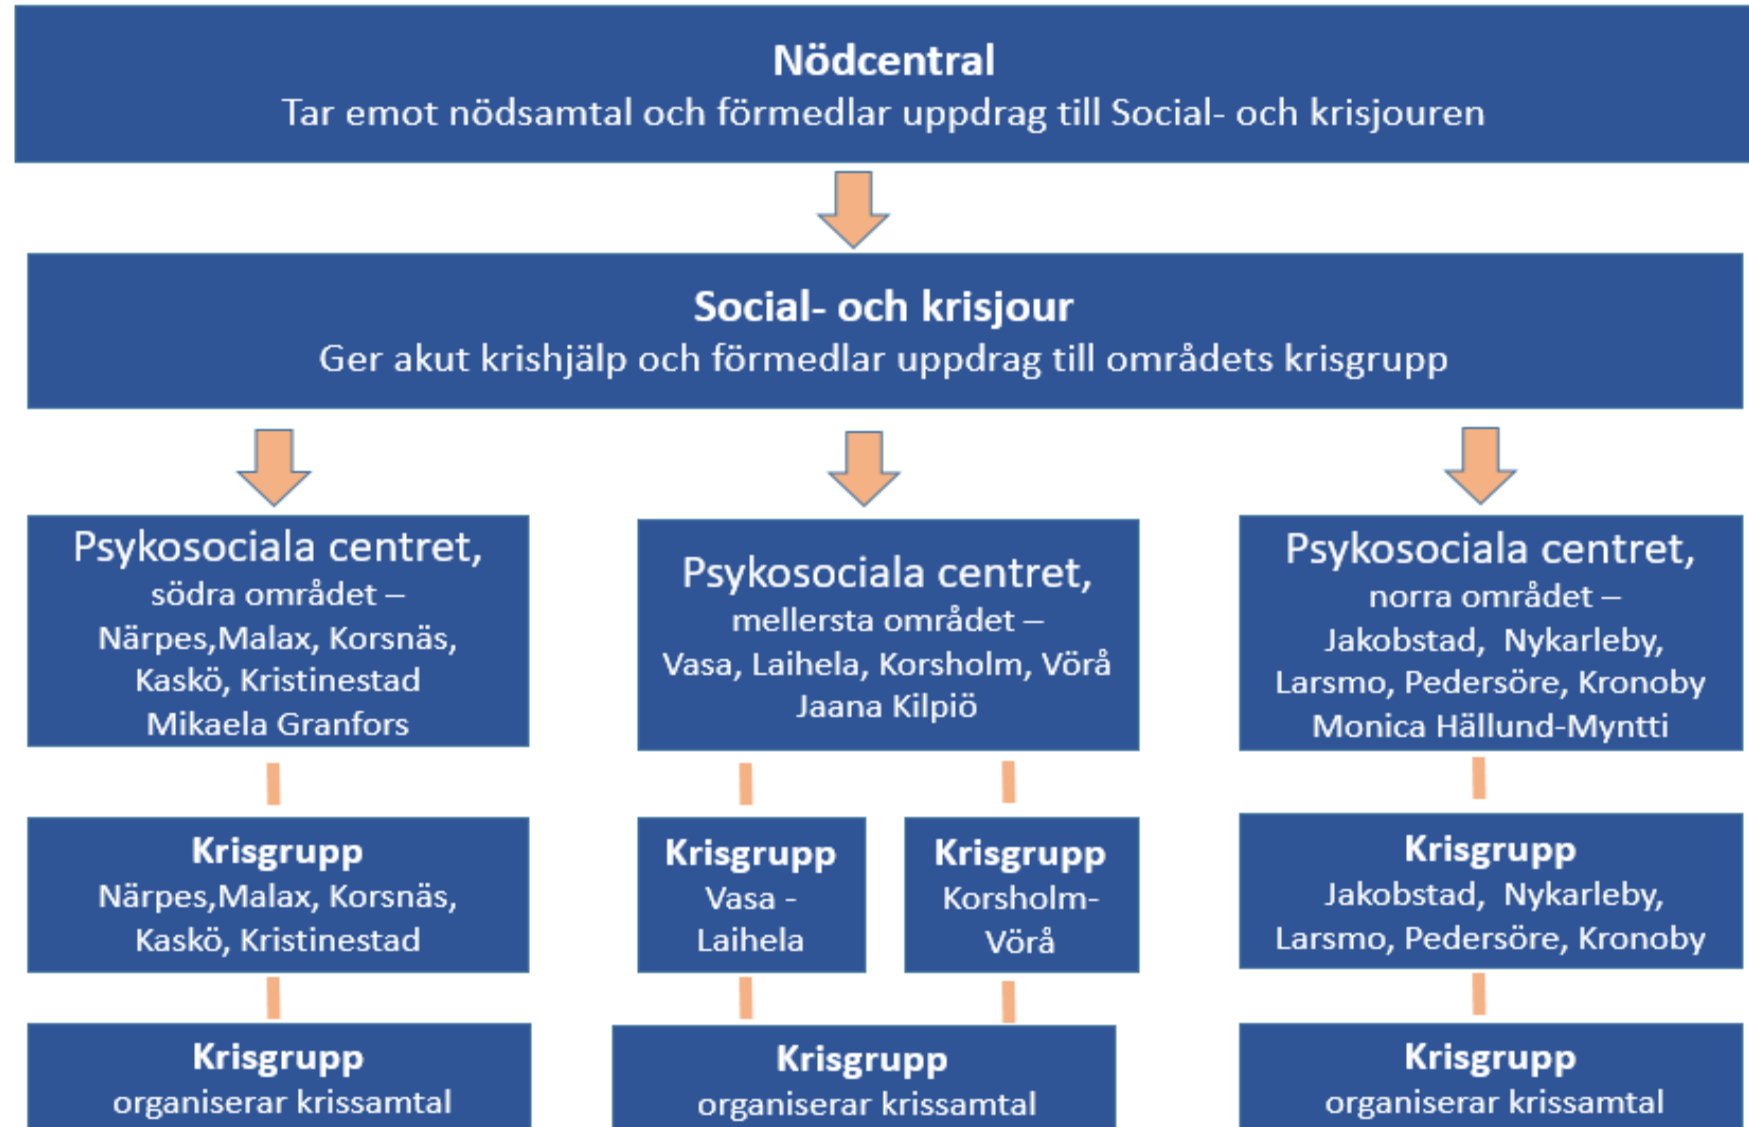 Nödcentral
Tar emot nödsamtal och förmedlar uppdrag till Social- och krisjouren
Social- och krisjour
Ger akut krishjälp och förmedlar uppdrag till områdets krisgrupp
Psykosociala centret,
södra området –
Närpes,Malax, Korsnäs,
Kaskö, Kristinestad
Mikaela Granfors
Psykosociala centret,
mellersta området –
Vasa, Laihela, Korsholm, Vörå
Jaana Kilpiö
Psykosociala centret,
norra området –
Jakobstad, Nykarleby,
Larsmo, Pedersöre, Kronoby
Monica Hällund-Myntti
Krisgrupp
Närpes,Malax, Korsnäs,
Kaskö, Kristinestad
Krisgrupp
Vasa -
Laihela
Krisgrupp
Korsholm-
Vörå
Krisgrupp
Jakobstad, Nykarleby,
Larsmo, Pedersöre, Kronoby
Krisgrupp
organiserar krissamtal
Krisgrupp
organiserar krissamtal
Krisgrupp
organiserar krissamtal